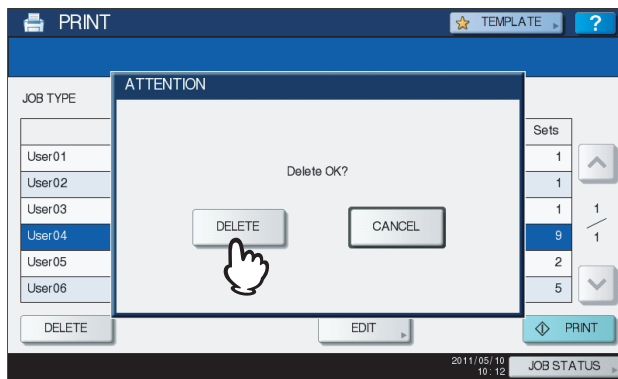 PRINT
TEMPLATE
?
ATTENTION
JOB TYPE
Sets
User01 1
User02 1
User03 1
User04 9
User05 2
User06 5
1
1
Delete OK?
DELETE CANCEL
DELETE EDIT PRINT
2011/05/10
10 : 12
JOB STATUS